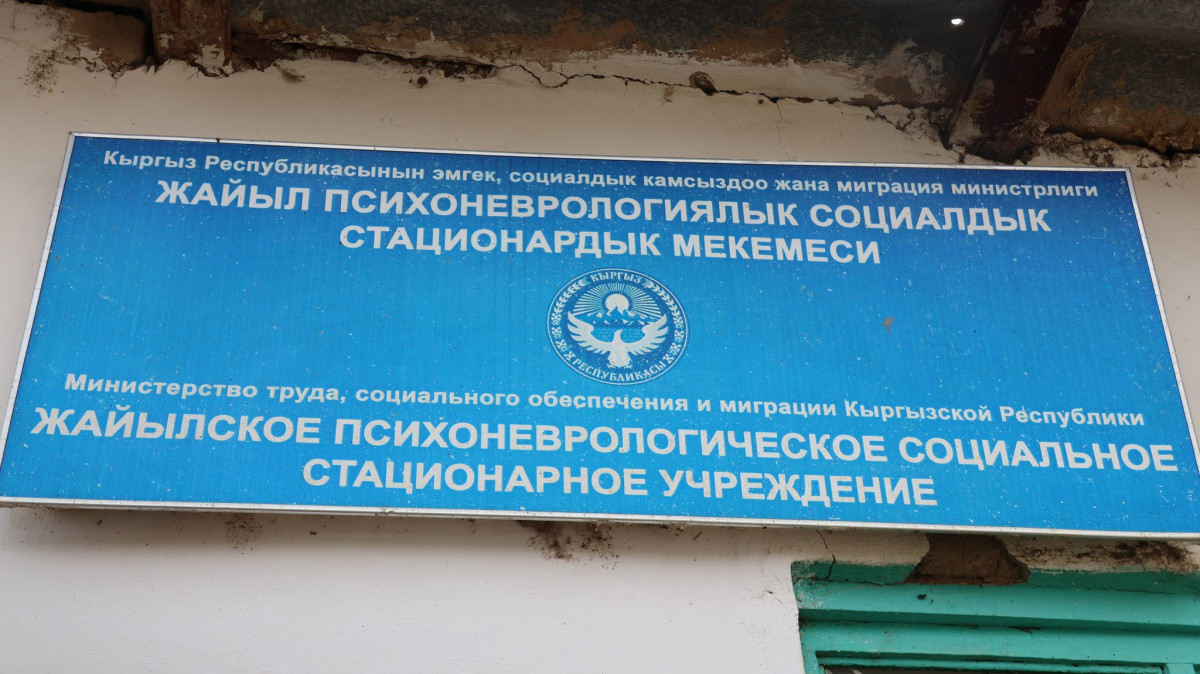 Кыргыз Республикасынын эмгек, социалдык камсыздоо жана миграция министрлиги
ЖАЙЫЛ ПСИХОНЕВРОЛОГИЯЛЫК СОЦИАЛДЫК
СТАЦИОНАРДЫК МЕКЕМЕСИ
КЫРГЫЗ
РЕСПУБЛИКАСЫ
Министерство труда, социального обеспечения и миграции Кыргызской Республики
ЖАЙЫЛСКОЕ ПСИХОНЕВРОЛОГИЧЕСКОЕ СОЦИАЛЬНОЕ
СТАЦИОНАРНОЕ УЧРЕЖДЕНИЕ